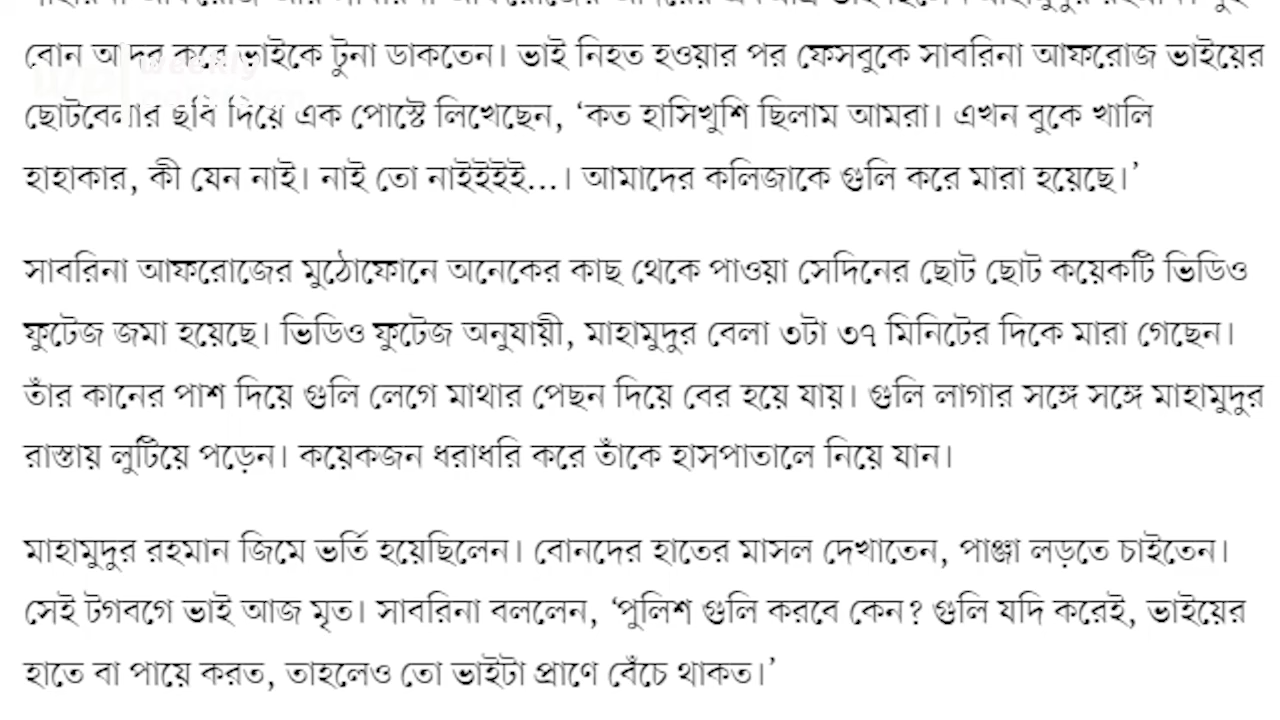 বোন আদর করে ভাইকে টুনা ডাকতেন। ভাই নিহত হওয়ার পর ফেসবুকে সাবরিনা আফরোজ ভাইয়ের
ছোটবেলার ছবি দিয়ে এক পোস্টে লিখেছেন, ‘কত হাসিখুশি ছিলাম আমরা। এখন বুকে খালি
হাহাকার, কী যেন নাই। নাই তো নাইইইই...। আমাদের কলিজাকে গুলি করে মারা হয়েছে।’
সাবরিনা আফরোজের মুঠোফোনে অনেকের কাছ থেকে পাওয়া সেদিনের ছোট ছোট কয়েকটি ভিডিও
ফুটেজ জমা হয়েছে। ভিডিও ফুটেজ অনুযায়ী, মাহামুদুর বেলা ৩টা ৩৭ মিনিটের দিকে মারা গেছেন।
তাঁর কানের পাশ দিয়ে গুলি লেগে মাথার পেছন দিয়ে বের হয়ে যায়। গুলি লাগার সঙ্গে সঙ্গে মাহামুদুর
রাস্তায় লুটিয়ে পড়েন। কয়েকজন ধরাধরি করে তাঁকে হাসপাতালে নিয়ে যান।
মাহামুদুর রহমান জিমে ভর্তি হয়েছিলেন। বোনদের হাতের মাসল দেখাতেন, পাঞ্জা লড়তে চাইতেন।
সেই টগবগে ভাই আজ মৃত। সাবরিনা বললেন, ‘পুলিশ গুলি করবে কেন? গুলি যদি করেই, ভাইয়ের
হাতে বা পায়ে করত, তাহলেও তো ভাইটা প্রাণে বেঁচে থাকত।’